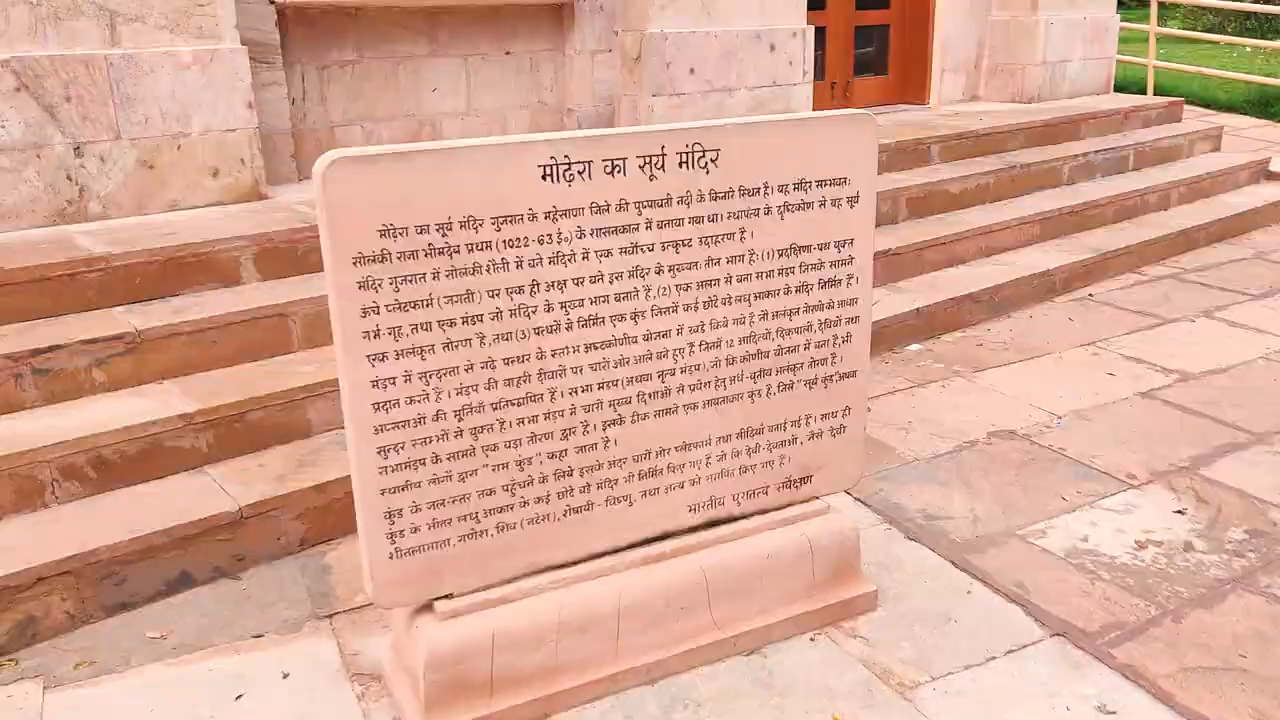 मोढ़ेरा का सूर्य मंदिर
मोढ़ेरा का सूर्य मंदिर गुजरात के महेसाणा जिले की पुष्पावती नदी के किनारे स्थित है। यह मंदिर सम्भवतः
सोलंकी राजा भीमदेव प्रथम (1022-63 ई॰) के शासनकाल में बनाया गया था। स्थापत्य के दृष्टिकोण से यह सूर्य
मंदिर गुजरात में सोलंकी शैली में बने मंदिरों में एक सर्वोच्च उत्कृष्ट उदाहरण है।
ऊंचे प्लेटफार्म (जगती) पर एक ही अक्ष पर बने इस मंदिर के मुख्यतः तीन भाग हैः(1) प्रदक्षिणा-पथ युक्त
गर्भ-गृह, तथा एक मंडप जो मंदिर के मुख्य भाग बनाते हैं, (2) एक अलग से बना सभा मंडप जिसके सामने
एक अलंकृत तोरण है, तथा(3) पत्थरों से निर्मित एक कुंड जिसमें कई छोटे बड़े लघु आकार के मंदिर निर्मित हैं।
मंडप में सुन्दरता से गढ़े पत्थर के स्तम्भ अष्टकोणीय योजना में खड़े किये गये है जो अलंकृत तोरणों को आधार
प्रदान करते हैं। मंडप की बाहरी दीवारों पर चारों ओर आले बने हुए हैं जिनमें 12 आदित्यों, दिकपालों, देवियों तथा
अप्सराओं की मूर्तियाँ प्रतिष्ठापित हैं। सभा मंडप (अथवा नृत्य मंडप), जो कि कोणीय योजना में बना है, भी
सुन्दर स्तम्भों से युक्त है। सभा मंडप में चारों मुख्य दिशाओं से प्रवेश हेतु अर्ध-वृतीय अलंकृत तोरण है।
सभामंडप के सामने एक बड़ा तोरण द्वार है। इसके ठीक सामने एक आयताकार कुंड है, जिसे "सूर्य कुंड" अथवा
स्थानीय लोगों द्वारा "राम कुंड", कहा जाता है।
कुंड के जल-स्तर तक पहुँचने के लिये इसके अंदर चारों और प्लेटफार्म तथा सीढ़ियाँ बनाई गई हैं। साथ ही
कुंड के भीतर लघु आकार के कई छोटे बड़े मंदिर भी निर्मित किए गए हैं जो कि देवी-देवताओं, जैसे देवी
शीतलामाता, गणेश, शिव (नटेश), शेषायी - विष्णु, तथा अन्य को समर्पित किए गए हैं।
भारतीय पुरातत्व सर्वेक्षण